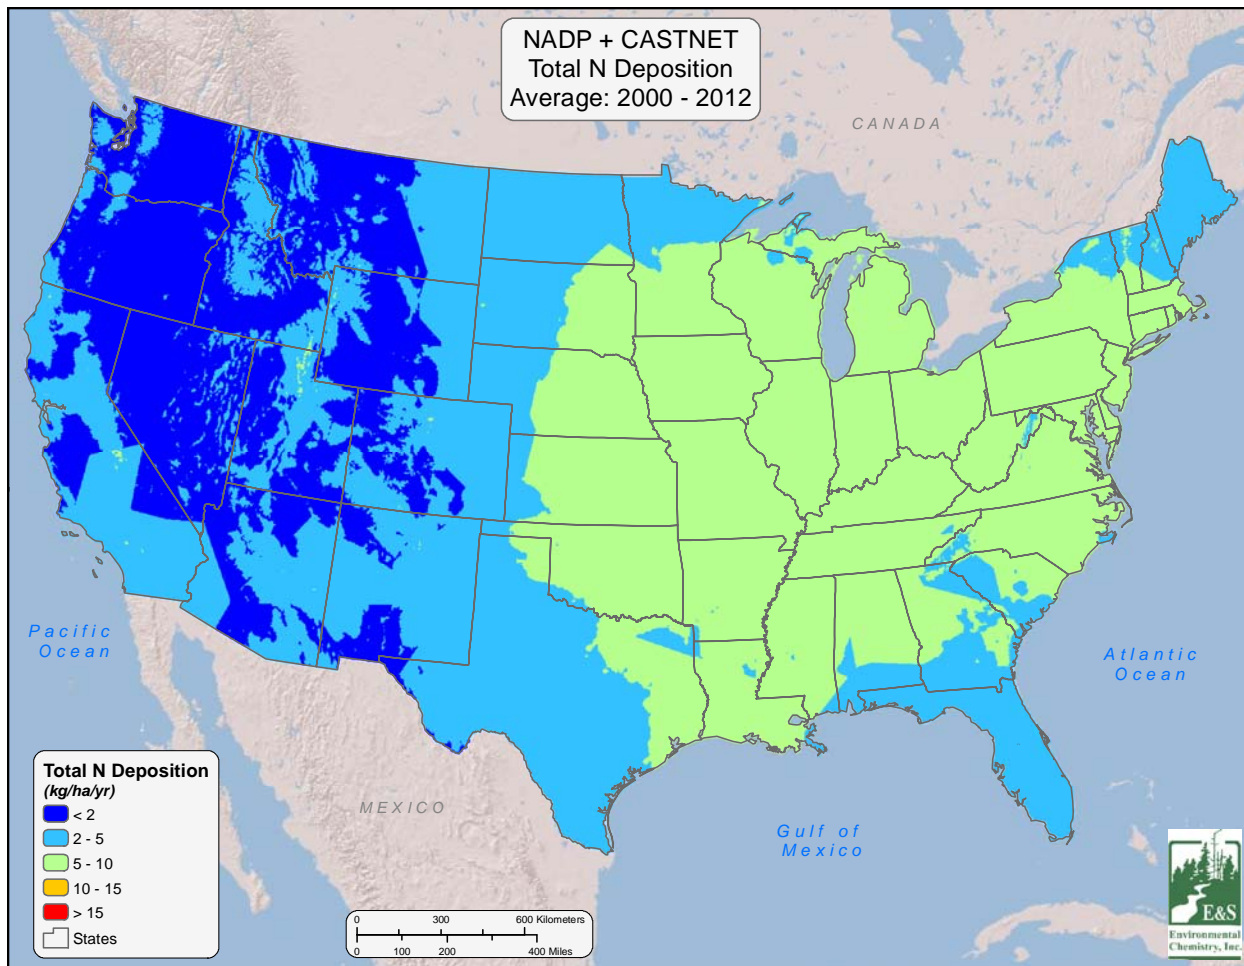 NADP + CASTNET
Total N Deposition
Average: 2000 - 2012
CANADA
Pacific
Ocean
Atlantic
Ocean
MEXICO
Gulf of
Mexico
Total N Deposition
(kg/ha/yr)
< 2
2 - 5
5 - 10
10 - 15
> 15
States
0 300 600 Kilometers
0 100 200 400 Miles
E&S
Environmental
Chemistry, Inc.